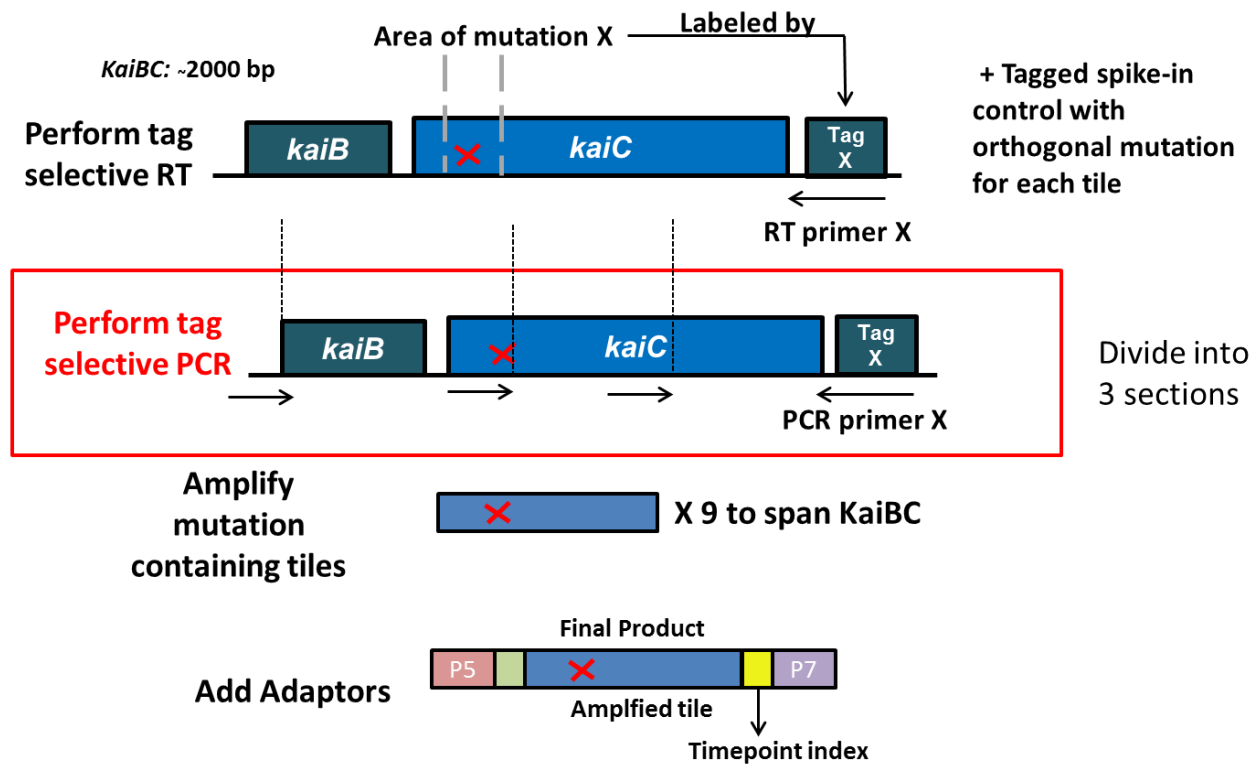 Area of mutation X
Labeled by
KaiBC: ~2000 bp
+ Tagged spike-in
control with
orthogonal mutation
for each tile
Perform tag
selective RT
kaiB
kaiC
Tag
X
RT primer X
Perform tag
selective PCR
kaiB
kaiC
Tag
X
PCR primer X
Divide into
3 sections
Amplify
mutation
containing tiles
X 9 to span KaiBC
Final Product
Add Adaptors
P5
P7
Amplfied tile
Timepoint index